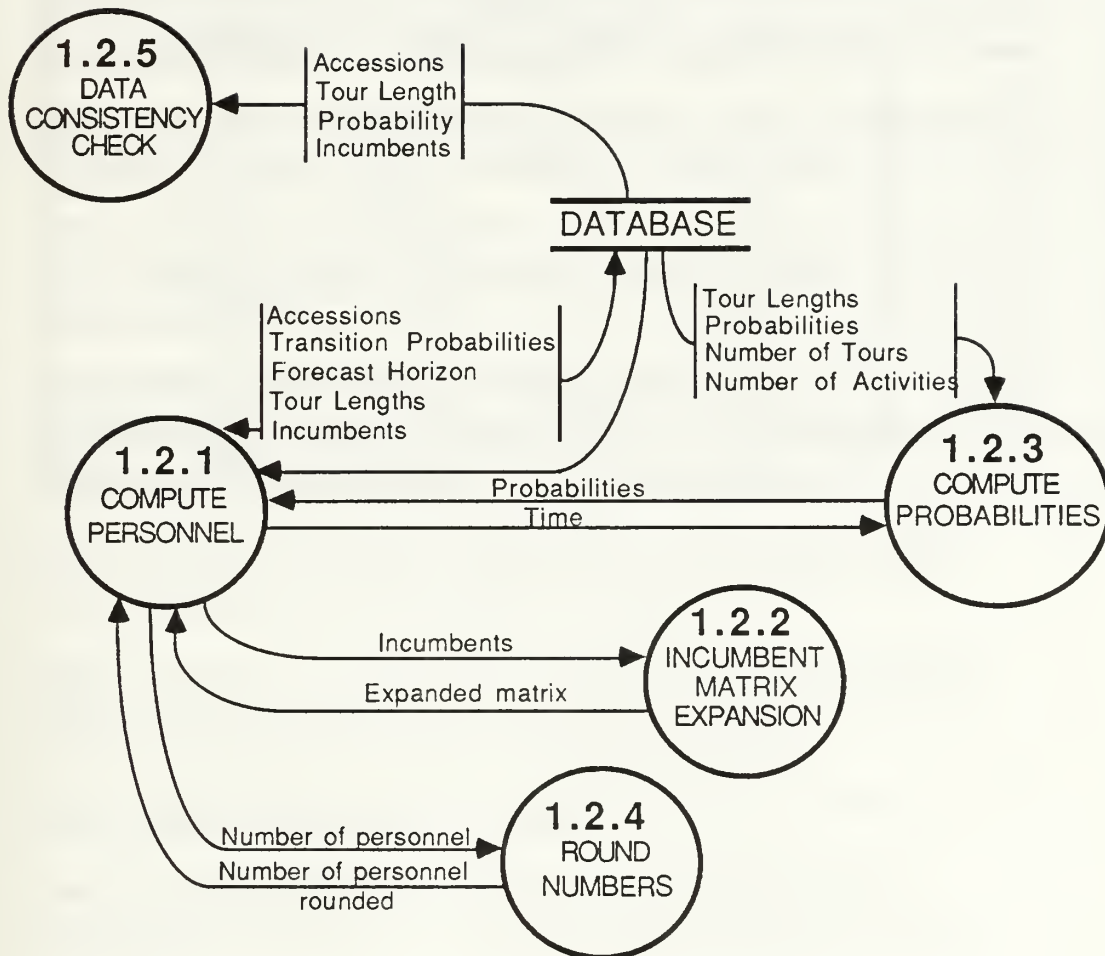 1.2.5
DATA
CONSISTENCY
CHECK
Accessions
Tour Length
Probability
Incumbents
DATABASE
Accessions
Transition Probabilities
Forecast Horizon
Tour Lengths
Incumbents
Tour Lengths
Probabilities
Number of Tours
Number of Activities
1.2.1
COMPUTE
PERSONNEL
Probabilities
Time
1.2.3
COMPUTE
PROBABILITIES
Incumbents
Expanded matrix
1.2.2
INCUMBENT
MATRIX
EXPANSION
Number of personnel
Number of personnel
rounded
1.2.4
ROUND
NUMBERS